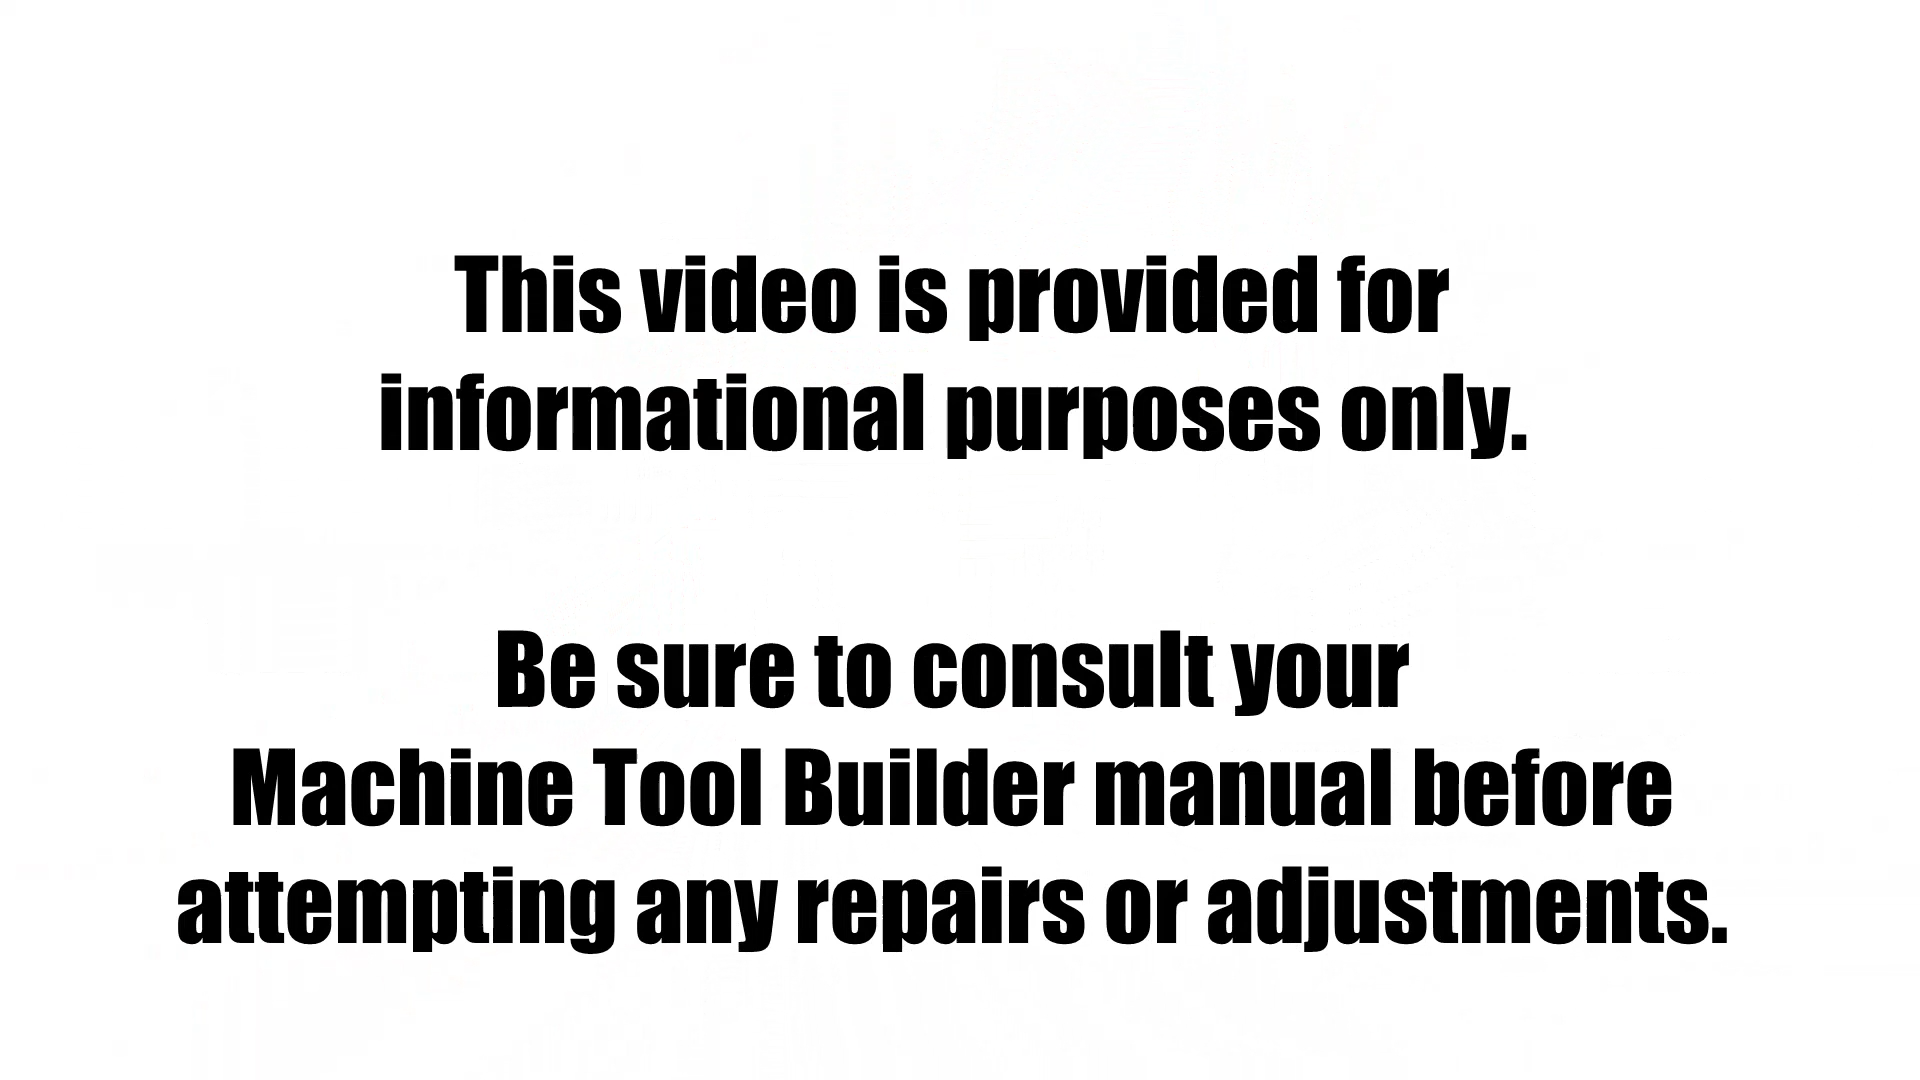 This video is provided for
informational purposes only.
Be sure to consult your
Machine Tool Builder manual before
attempting any repairs or adjustments.